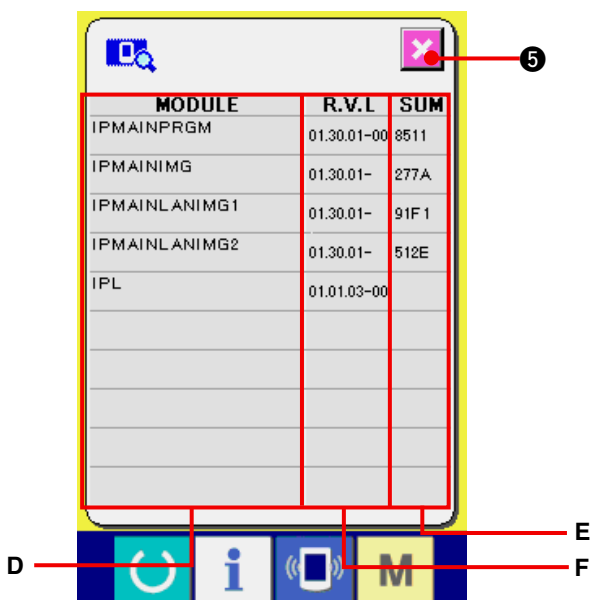 ❺
MODULE R.V.L SUM
IPMAINPRGM 01.30.01-00 8511
IPMAINIMG 01.30.01- 277A
IPMAINLANIMG1 01.30.01- 91F1
IPMAINLANIMG2 01.30.01- 512E
IPL 01.01.03-00
E
D F
i M